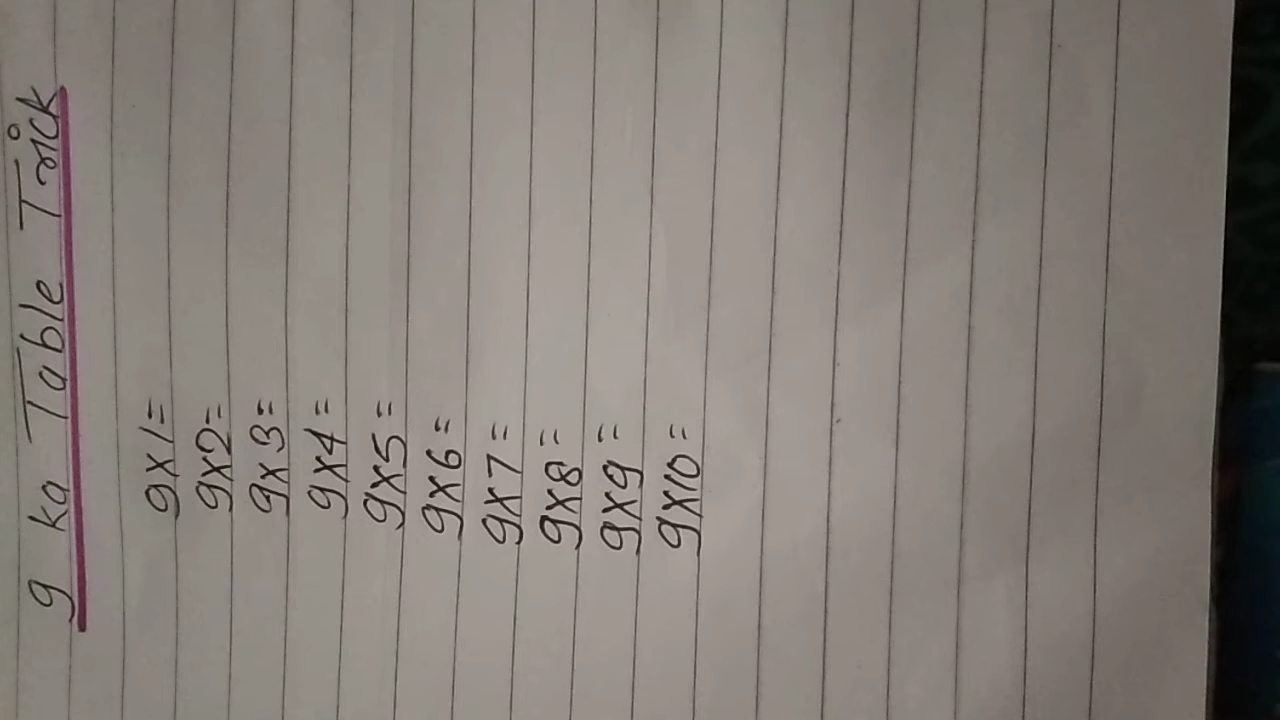 9 ka Table Trick
9x1=
9x2=
9x3=
9x4=
9x5=
9x6=
9x7=
9x8=
9x9=
9x10=